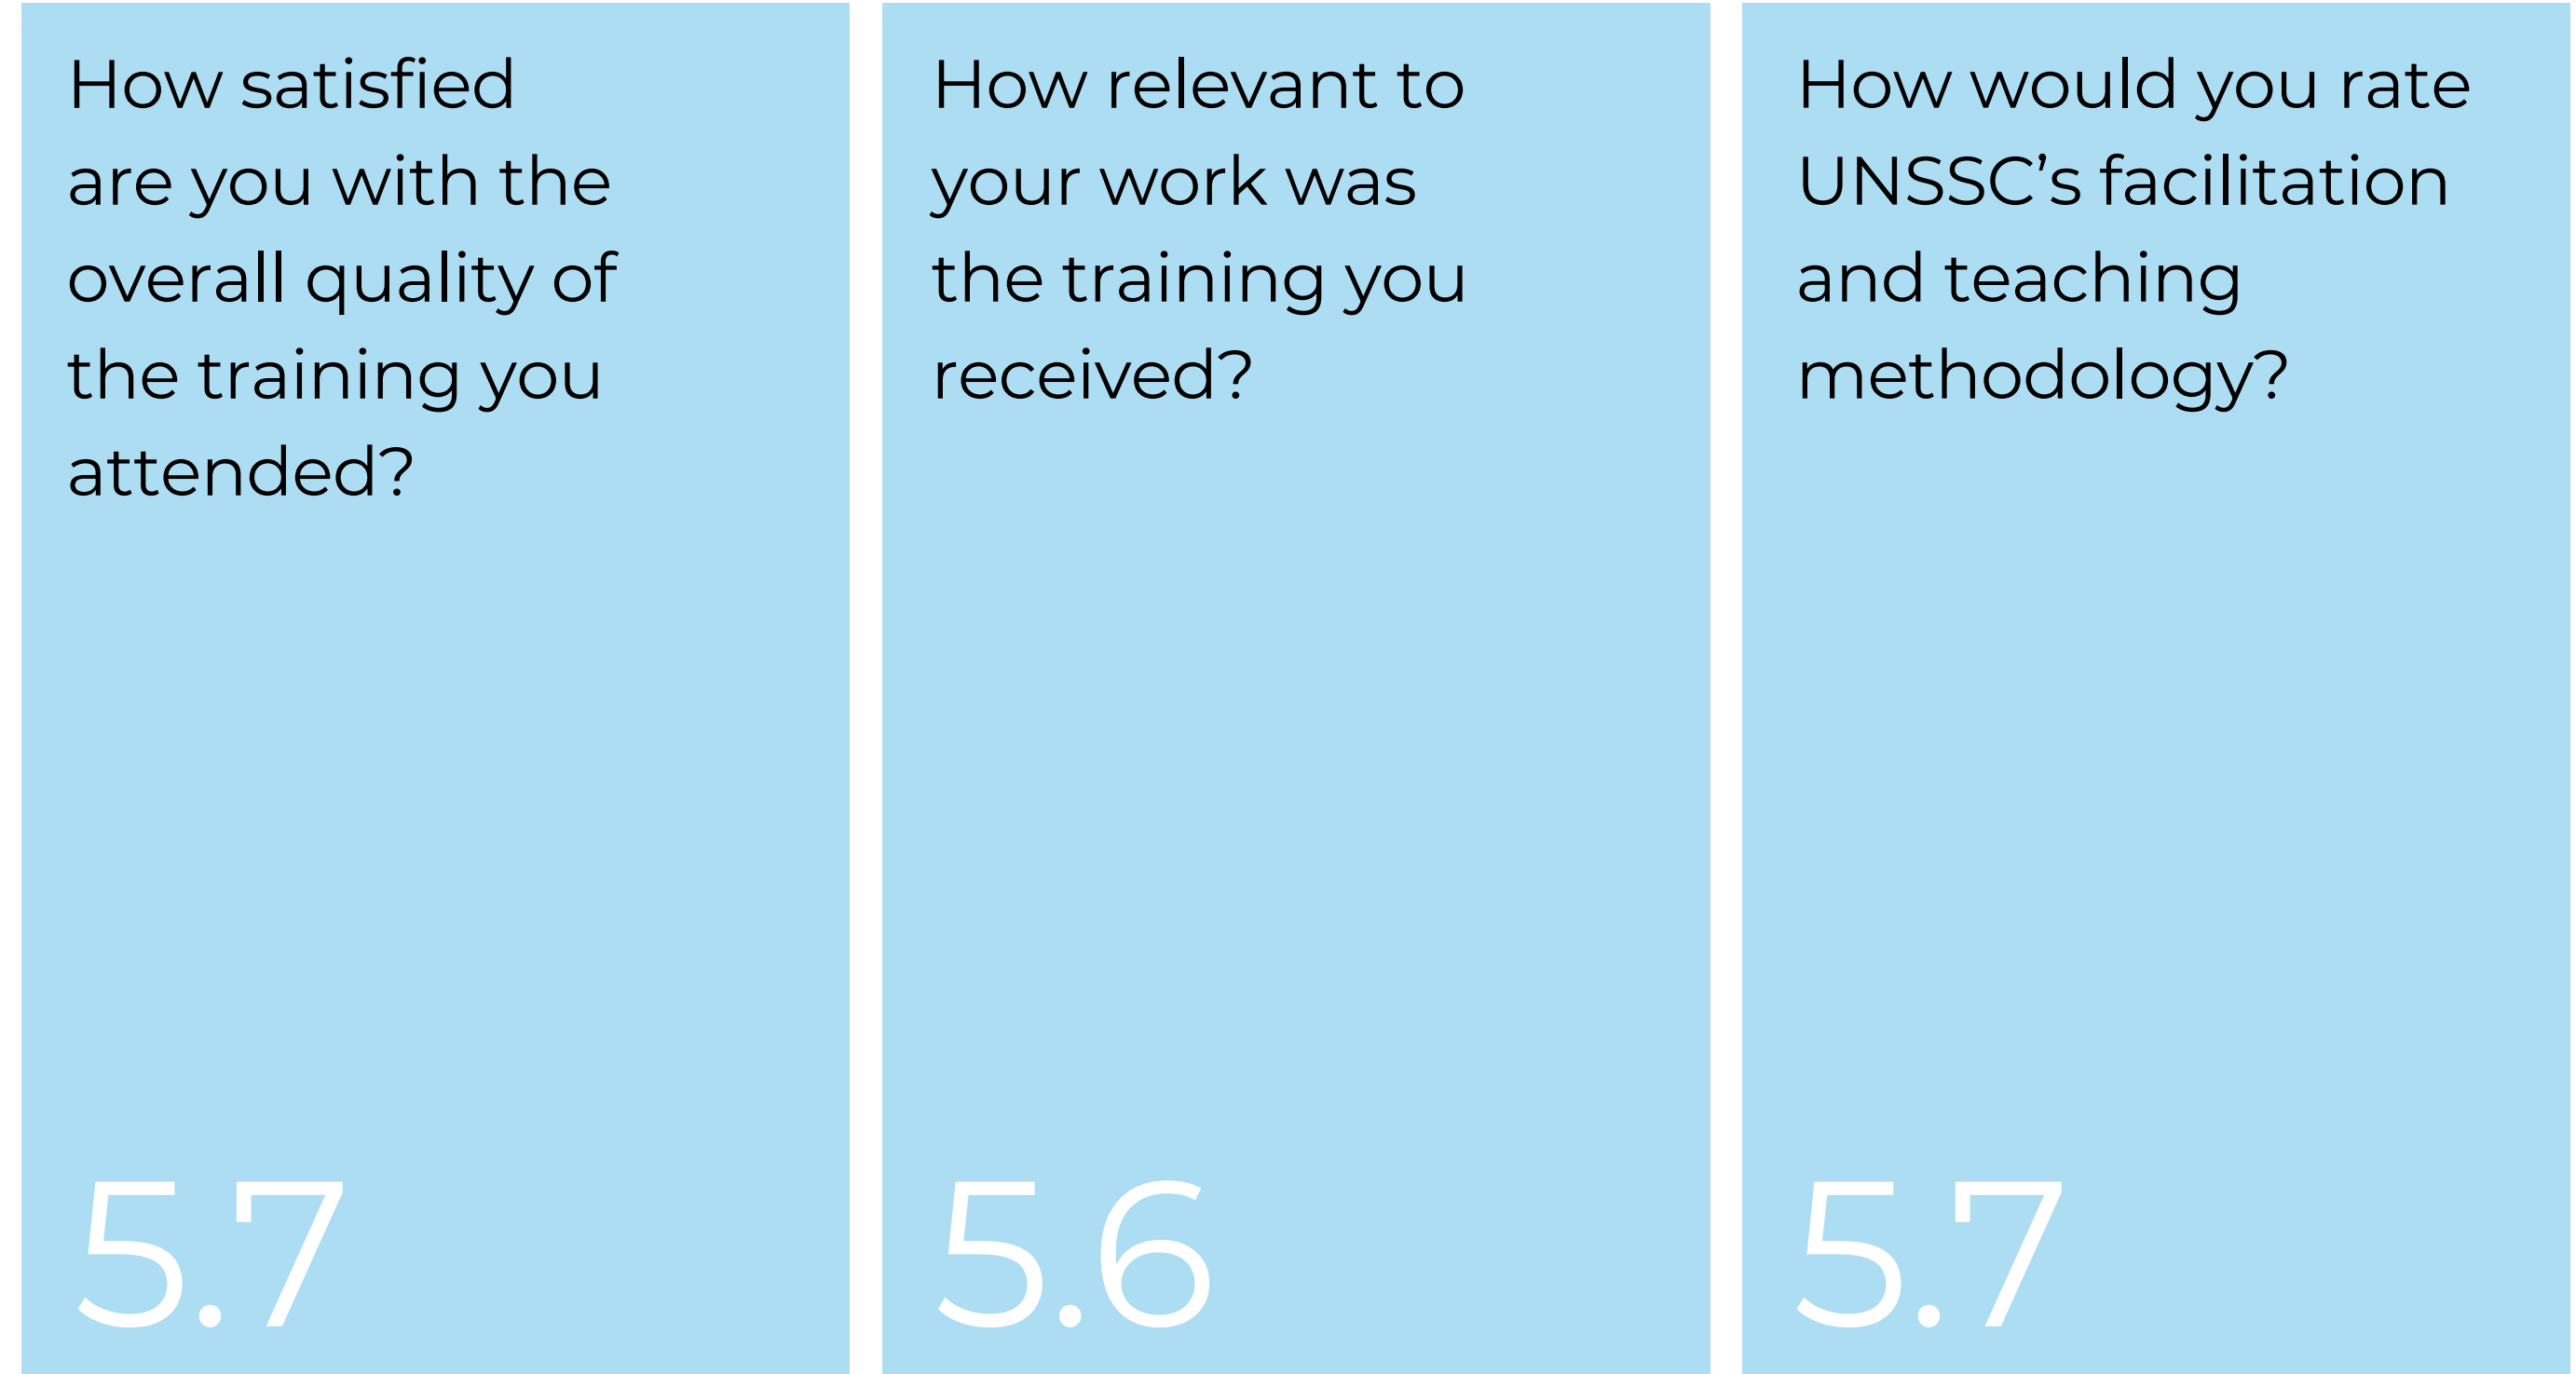 How satisfied
are you with the
overall quality of
the training you
attended?
5.7
How relevant to
your work was
the training you
received?
5.6
How would you rate
UNSSC’s facilitation
and teaching
methodology?
5.7